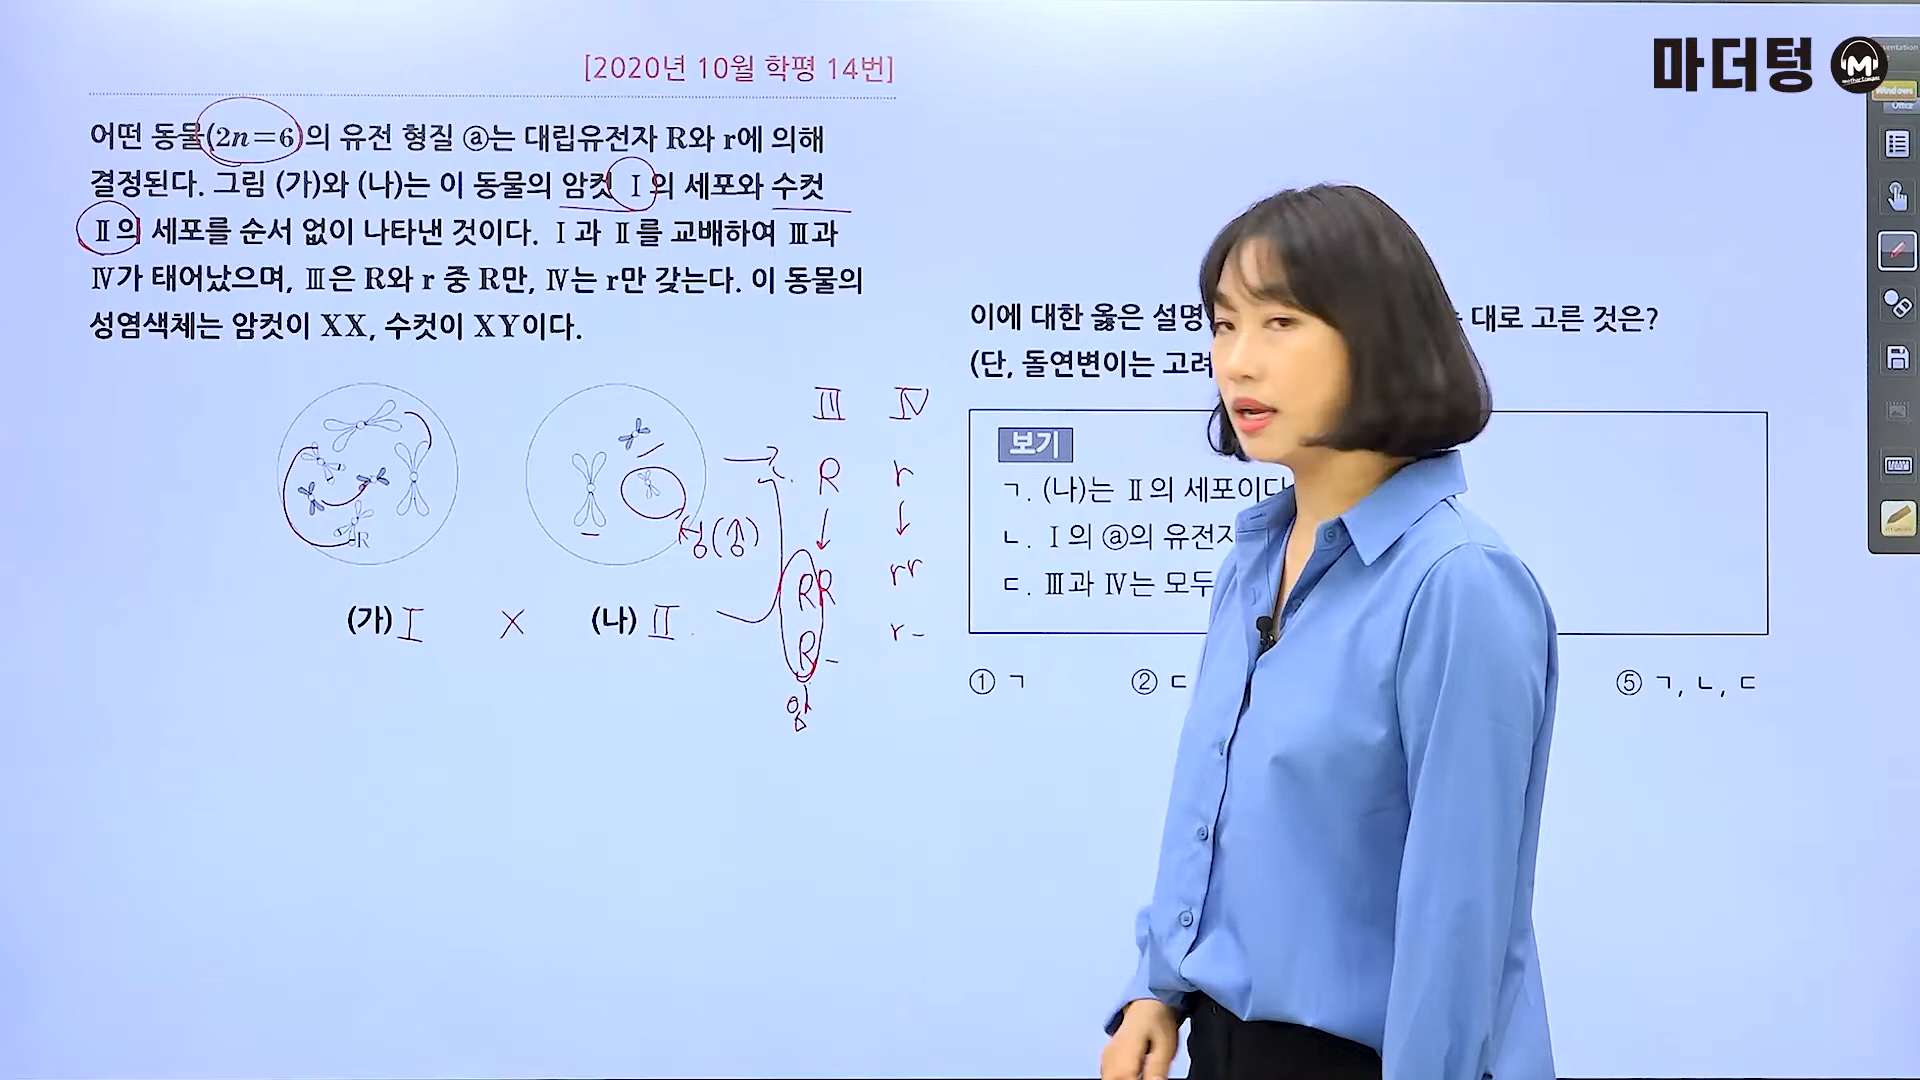 마더텅
[2020년 10월 학평 14번]
어떤 동물(2n=6)의 유전 형질 ⓐ는 대립유전자 R와 r에 의해
결정된다. 그림 (가)와 (나)는 이 동물의 암컷 Ⅰ의 세포와 수컷
Ⅱ의 세포를 순서 없이 나타낸 것이다. Ⅰ과 Ⅱ를 교배하여 Ⅲ과
Ⅳ가 태어났으며, Ⅲ은 R와 r 중 R만, Ⅳ는 r만 갖는다. 이 동물의
성염색체는 암컷이 XX, 수컷이 XY이다.
R
(가) Ⅰ × (나) Ⅱ
성(♂)
Ⅲ Ⅳ
R r
RR rr
R- r-
이에 대한 옳은 설명 대로 고른 것은?
(단, 돌연변이는 고려
보기
ㄱ. (나)는 Ⅱ의 세포이다
ㄴ. Ⅰ의 ⓐ의 유전자
ㄷ. Ⅲ과 Ⅳ는 모두
① ㄱ ② ㄷ ⑤ ㄱ, ㄴ, ㄷ